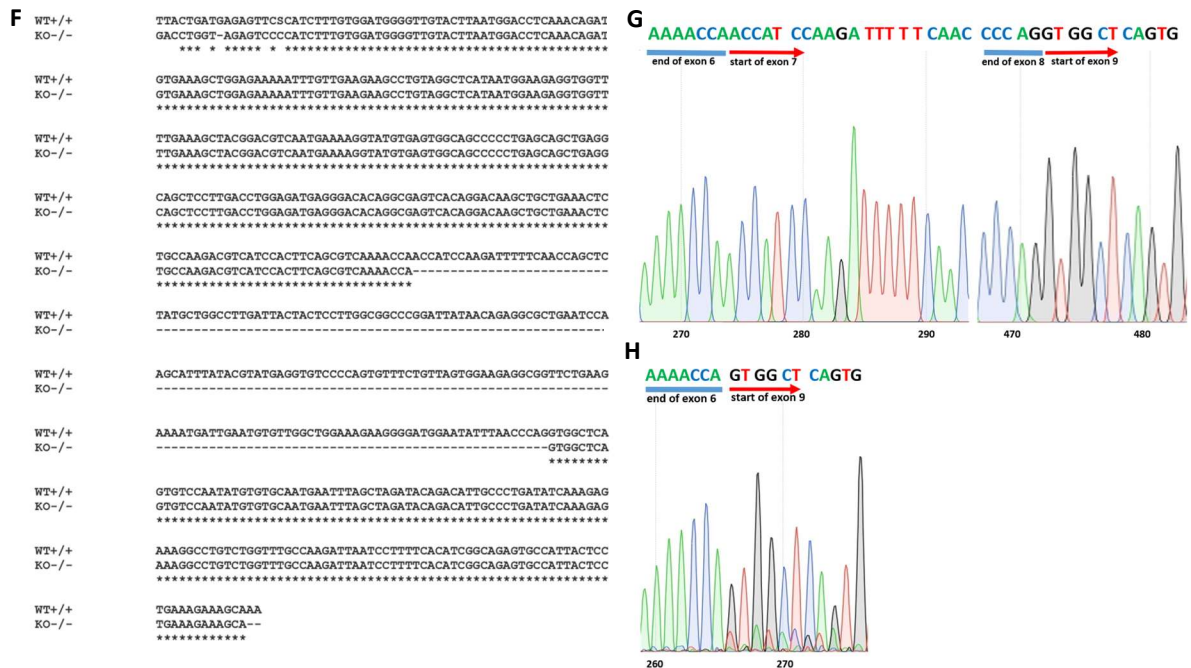 F
WT+/+ TTACTGATGAGAGTTCSCATCTTTGTGGATGGGGTTGTACTTAATGGACCTCAAACAGAT
KO-/- GACCTGGT-AGAGTCCCCATCTTTGTGGATGGGGTTGTACTTAATGGACCTCAAACAGAT
*** * ***** * ******************************************
WT+/+ GTGAAAGCTGGAGAAAAATTTGTTGAAGAAGCCTGTAGGCTCATAATGGAAGAGGTGGTT
KO-/- GTGAAAGCTGGAGAAAAATTTGTTGAAGAAGCCTGTAGGCTCATAATGGAAGAGGTGGTT
************************************************************
WT+/+ TTGAAAGCTACGGACGTCAATGAAAAGGTATGTGAGTGGCAGCCCCCTGAGCAGCTGAGG
KO-/- TTGAAAGCTACGGACGTCAATGAAAAGGTATGTGAGTGGCAGCCCCCTGAGCAGCTGAGG
************************************************************
WT+/+ CAGCTCCTTGACCTGGAGATGAGGGACACAGGCGAGTCACAGGACAAGCTGCTGAAACTC
KO-/- CAGCTCCTTGACCTGGAGATGAGGGACACAGGCGAGTCACAGGACAAGCTGCTGAAACTC
************************************************************
WT+/+ TGCCAAGACGTCATCCACTTCAGCGTCAAAACCAACCATCCAAGATTTTTCAACCAGCTC
KO-/- TGCCAAGACGTCATCCACTTCAGCGTCAAAACCA--------------------------
**********************************
WT+/+ TATGCTGGCCTTGATTACTACTCCTTGGCGGCCCGGATTATAACAGAGGCGCTGAATCCA
KO-/- ------------------------------------------------------------
WT+/+ AGCATTTATACGTATGAGGTGTCCCCAGTGTTTCTGTTAGTGGAAGAGGCGGTTCTGAAG
KO-/- ------------------------------------------------------------
WT+/+ AAAATGATTGAATGTGTTGGCTGGAAAGAAGGGGATGGAATATTTAACCCAGGTGGCTCA
KO-/- ----------------------------------------------------GTGGCTCA
********
WT+/+ GTGTCCAATATGTGTGCAATGAATTTAGCTAGATACAGACATTGCCCTGATATCAAAGAG
KO-/- GTGTCCAATATGTGTGCAATGAATTTAGCTAGATACAGACATTGCCCTGATATCAAAGAG
************************************************************
WT+/+ AAAGGCCTGTCTGGTTTGCCAAGATTAATCCTTTTCACATCGGCAGAGTGCCATTACTCC
KO-/- AAAGGCCTGTCTGGTTTGCCAAGATTAATCCTTTTCACATCGGCAGAGTGCCATTACTCC
************************************************************
WT+/+ TGAAAGAAAGCAAA
KO-/- TGAAAGAAAGCA--
************
G
AAAACCAACCAT CCAAGA TTTTT CAAC CCC AGGT GG CT CAGTG
end of exon 6 start of exon 7 end of exon 8 start of exon 9
270 280 290 470 480
H
AAAACCA GT GG CT CAGTG
end of exon 6 start of exon 9
260 270